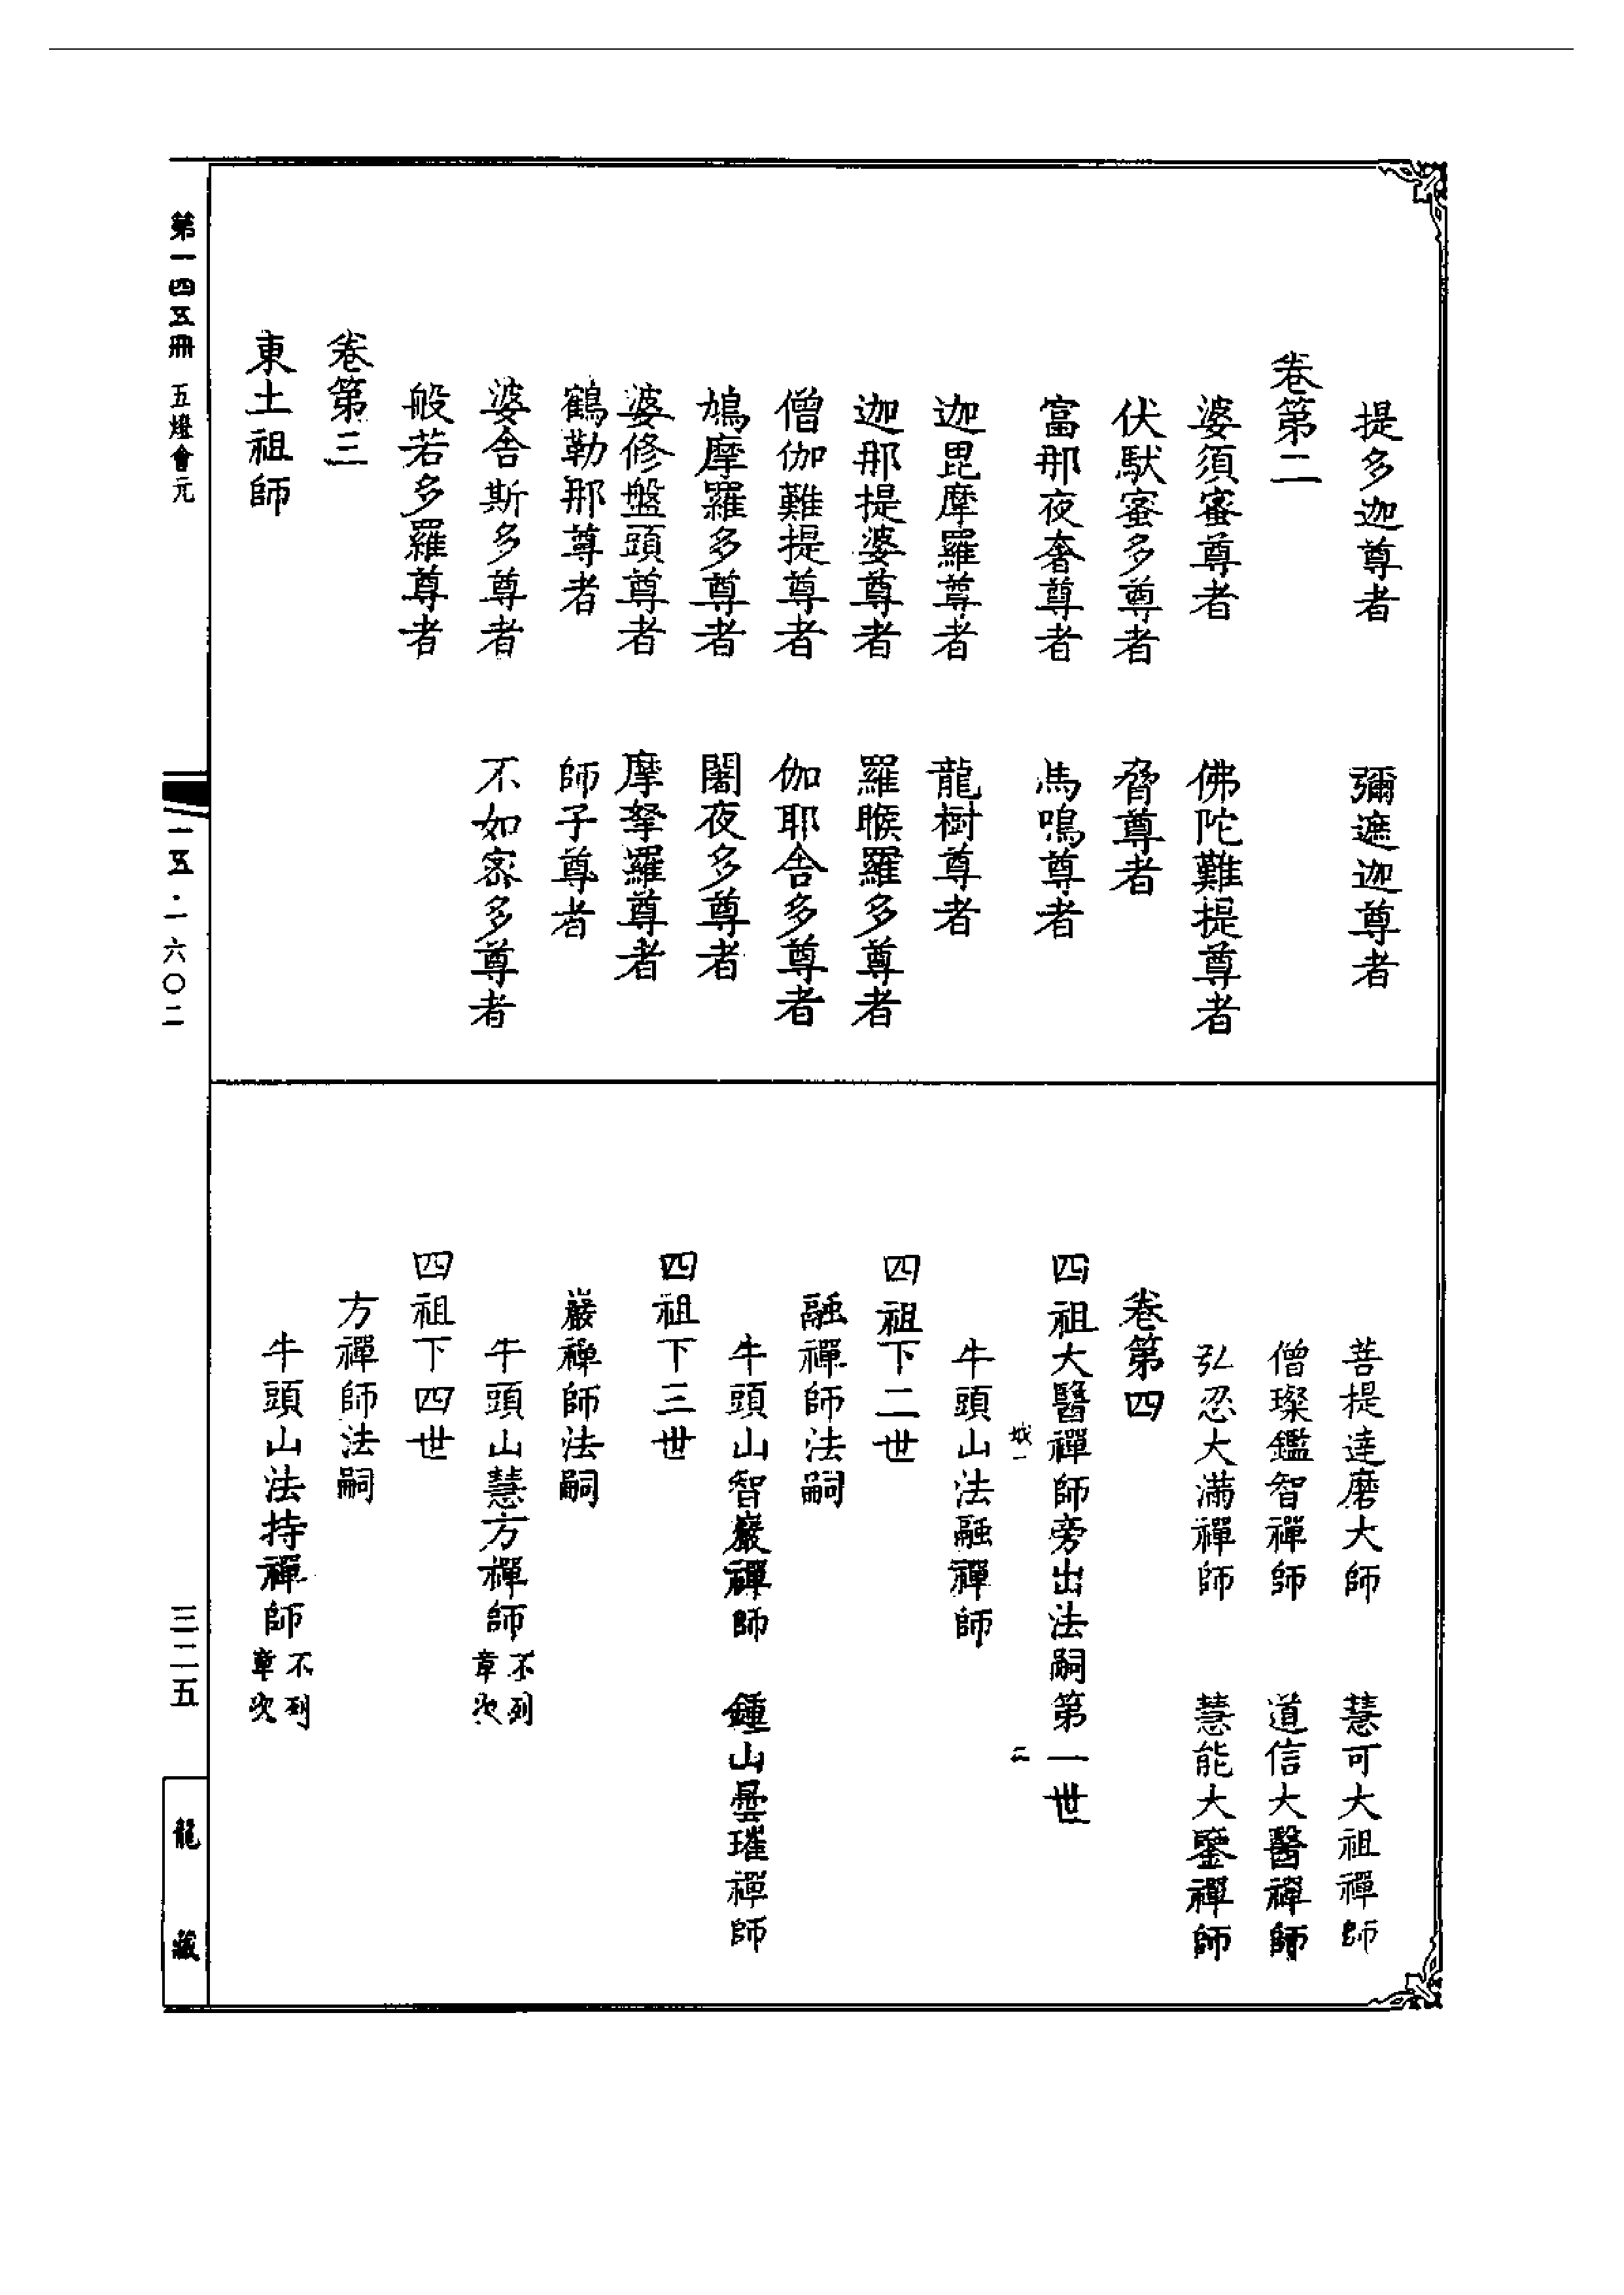 提多迦尊者 彌遮迦尊者
卷第二
婆須蜜尊者 佛陀難提尊者
伏馱蜜多尊者 脅尊者
富那夜奢尊者 馬鳴尊者
迦毘摩羅尊者 龍樹尊者
迦那提婆尊者 羅睺羅多尊者
僧伽難提尊者 伽耶舍多尊者
鳩摩羅多尊者 闍夜多尊者
婆修盤頭尊者 摩拏羅尊者
鶴勒那尊者 師子尊者
婆舍斯多尊者 不如密多尊者
般若多羅尊者
卷第三
東土祖師
菩提達磨大師 慧可大祖禪師
僧璨鑑智禪師 道信大醫禪師
弘忍大滿禪師 慧能大鑒禪師
卷第四
四祖大醫禪師旁出法嗣第一世
城一 二
牛頭山法融禪師
四祖下二世
融禪師法嗣
牛頭山智巖禪師 鍾山曇璀禪師
四祖下三世
巖禪師法嗣
牛頭山慧方禪師 不列章次
四祖下四世
方禪師法嗣
牛頭山法持禪師 不列章次
第一四五冊 五燈會元
一五·一六〇二
三二五
龍藏